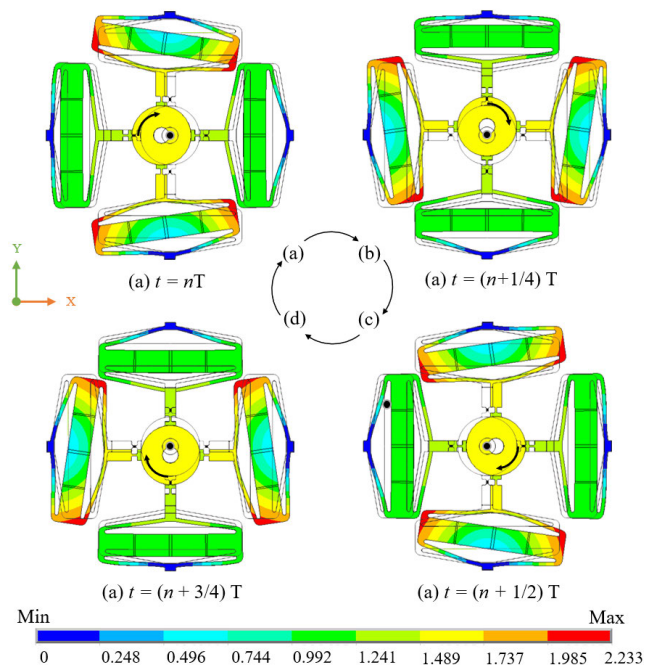 (a) t = nT
(a) t = (n+1/4) T
Y
X
(a)
(b)
(d)
(c)
(a) t = (n + 3/4) T
(a) t = (n + 1/2) T
Min
Max
0 0.248 0.496 0.744 0.992 1.241 1.489 1.737 1.985 2.233